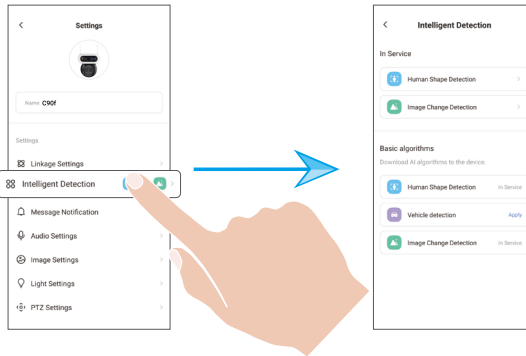 Settings
Name C90f
Settings
Linkage Settings
Intelligent Detection
Message Notification
Audio Settings
Image Settings
Light Settings
PTZ Settings
Intelligent Detection
In Service
Human Shape Detection
Image Change Detection
Basic algorithms
Download AI algorithms to the device.
Human Shape Detection In Service
Vehicle detection Apply
Image Change Detection In Service